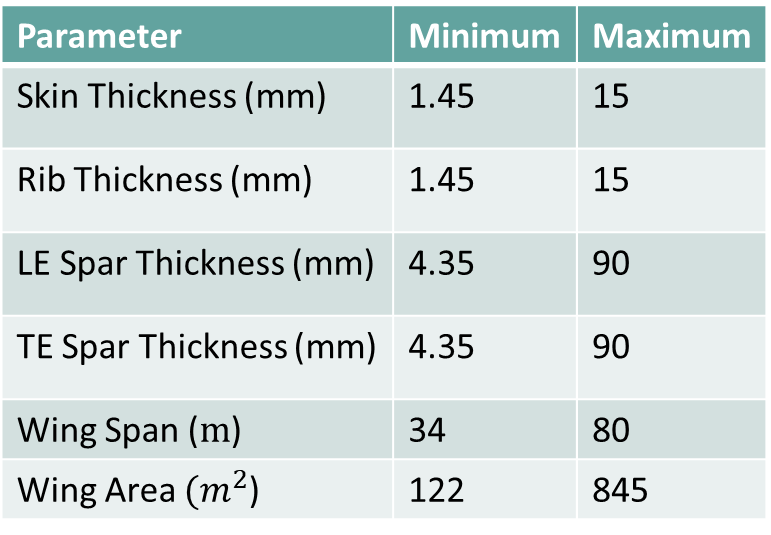 Parameter Minimum Maximum
Skin Thickness (mm) 1.45 15
Rib Thickness (mm) 1.45 15
LE Spar Thickness (mm) 4.35 90
TE Spar Thickness (mm) 4.35 90
Wing Span (m) 34 80
Wing Area (m²) 122 845